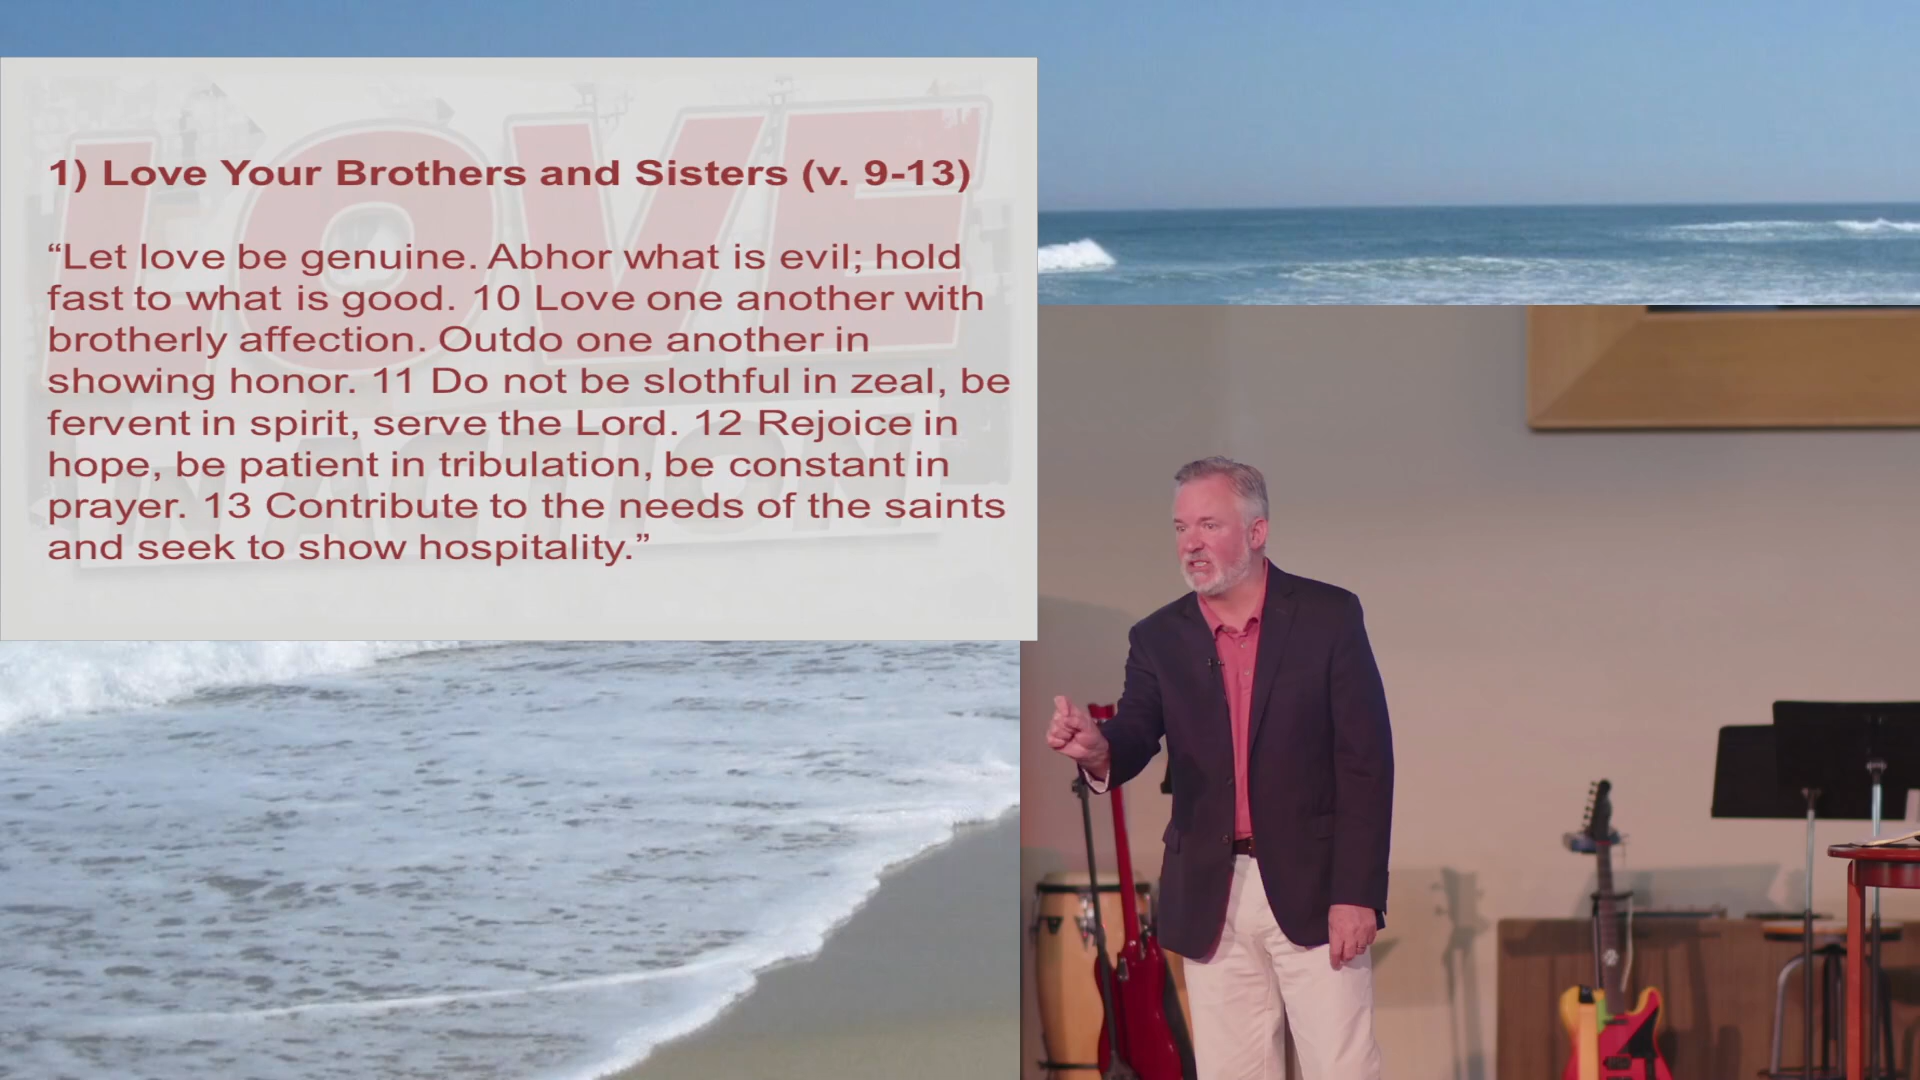 LOVE
IN ACTION
1) Love Your Brothers and Sisters (v. 9-13)
“Let love be genuine. Abhor what is evil; hold
fast to what is good. 10 Love one another with
brotherly affection. Outdo one another in
showing honor. 11 Do not be slothful in zeal, be
fervent in spirit, serve the Lord. 12 Rejoice in
hope, be patient in tribulation, be constant in
prayer. 13 Contribute to the needs of the saints
and seek to show hospitality.”